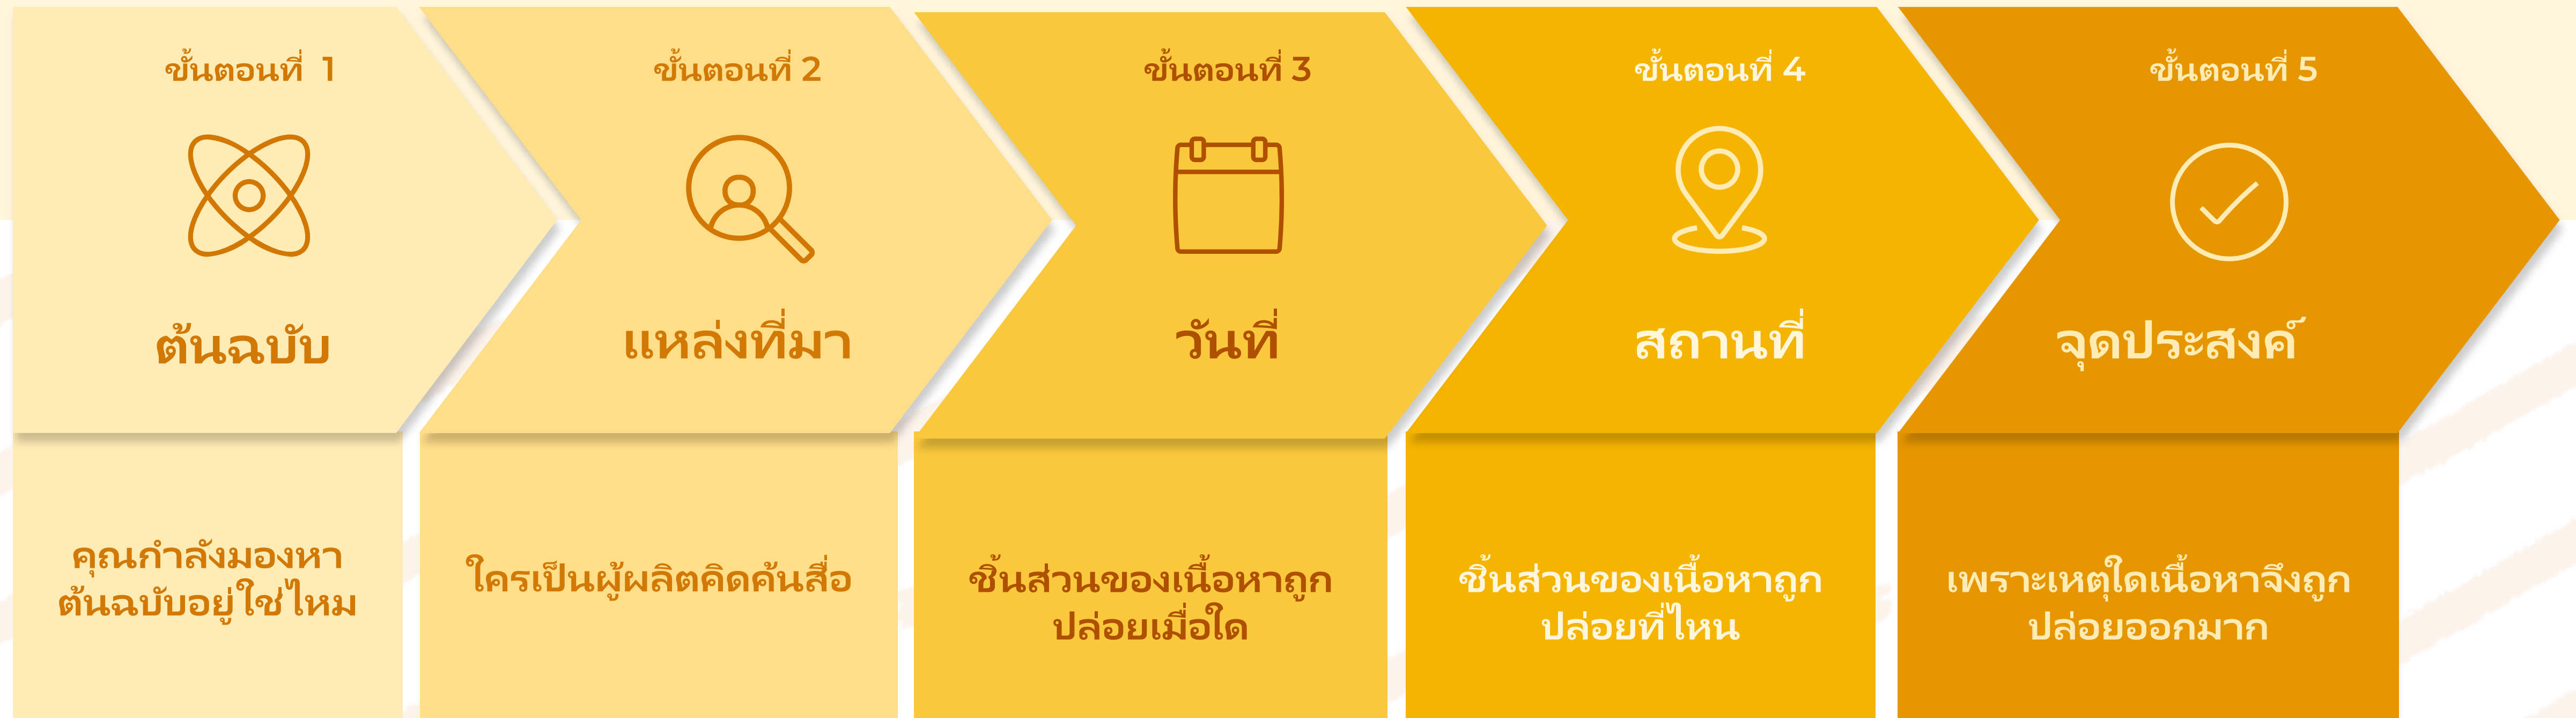 ขั้นตอนที่ 1
ต้นฉบับ
คุณกำลังมองหา
ต้นฉบับอยู่ใช่ไหม
ขั้นตอนที่ 2
แหล่งที่มา
ใครเป็นผู้ผลิตคิดค้นสื่อ
ขั้นตอนที่ 3
วันที่
ชิ้นส่วนของเนื้อหาถูก
ปล่อยเมื่อใด
ขั้นตอนที่ 4
สถานที่
ชิ้นส่วนของเนื้อหาถูก
ปล่อยที่ไหน
ขั้นตอนที่ 5
จุดประสงค์
เพราะเหตุใดเนื้อหาจึงถูก
ปล่อยออกมาก